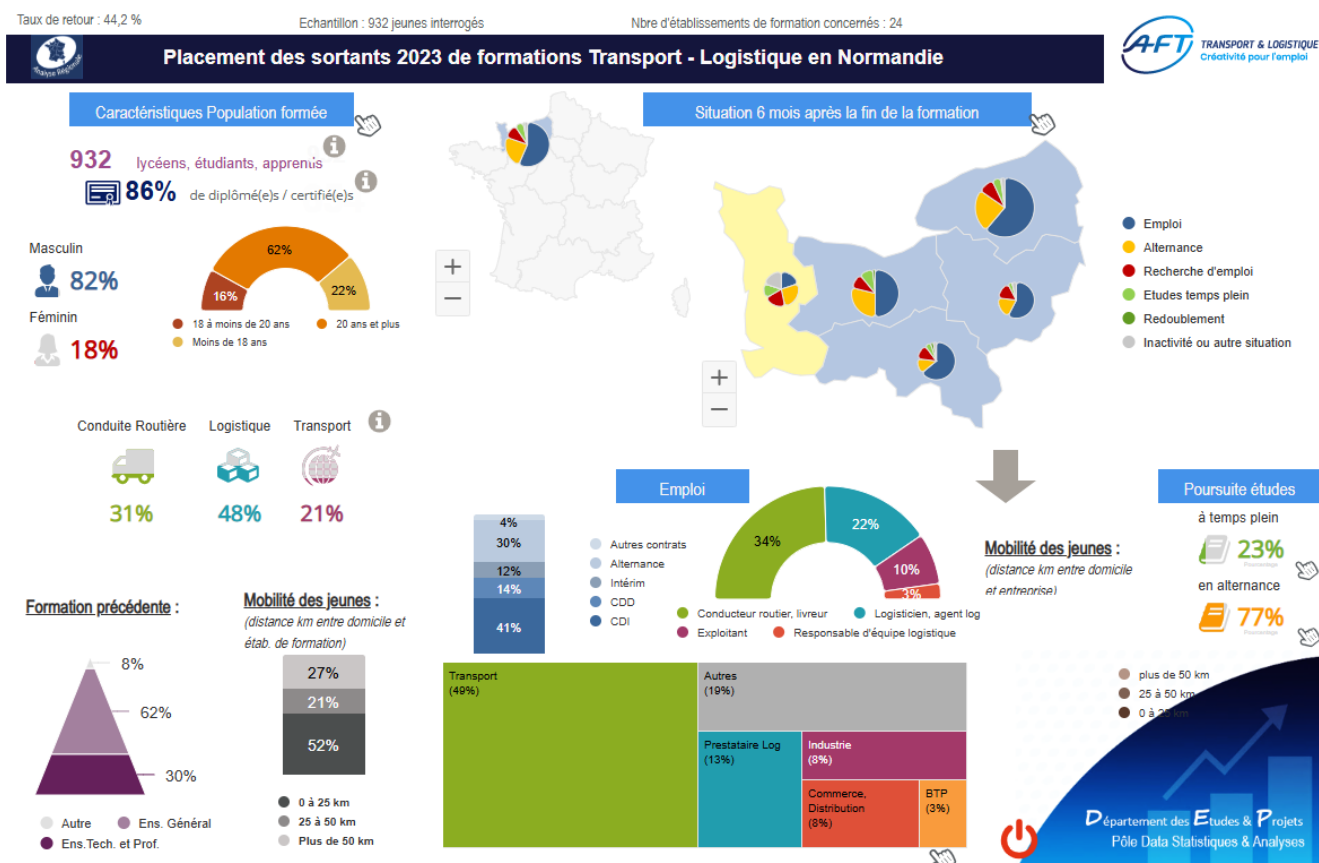 Taux de retour : 44,2 %
Echantillon : 932 jeunes interrogés
Nbre d'établissements de formation concernés : 24
Analyse Régionale
Placement des sortants 2023 de formations Transport - Logistique en Normandie
AFT TRANSPORT & LOGISTIQUE
Créativité pour l'emploi
Caractéristiques Population formée
Situation 6 mois après la fin de la formation
932 lycéens, étudiants, apprentis
86% de diplômé(e)s / certifié(e)s
Masculin
82%
Féminin
18%
62%
16%
22%
18 à moins de 20 ans
20 ans et plus
Moins de 18 ans
+
−
+
−
Emploi
Alternance
Recherche d'emploi
Etudes temps plein
Redoublement
Inactivité ou autre situation
Conduite Routière
Logistique
Transport
31%
48%
21%
Emploi
4%
30%
12%
14%
41%
Autres contrats
Alternance
Intérim
CDD
CDI
34%
22%
10%
3%
Conducteur routier, livreur
Logisticien, agent log
Exploitant
Responsable d'équipe logistique
Mobilité des jeunes :
(distance km entre domicile
et entreprise)
Poursuite études
à temps plein
23%
Pourcentage
en alternance
77%
Pourcentage
Formation précédente :
8%
62%
30%
Autre
Ens. Général
Ens.Tech. et Prof.
Mobilité des jeunes :
(distance km entre domicile et
étab. de formation)
27%
21%
52%
0 à 25 km
25 à 50 km
Plus de 50 km
Transport
(49%)
Autres
(19%)
Prestataire Log
(13%)
Industrie
(8%)
Commerce,
Distribution
(8%)
BTP
(3%)
plus de 50 km
25 à 50 km
0 à 25 km
Département des Etudes & Projets
Pôle Data Statistiques & Analyses